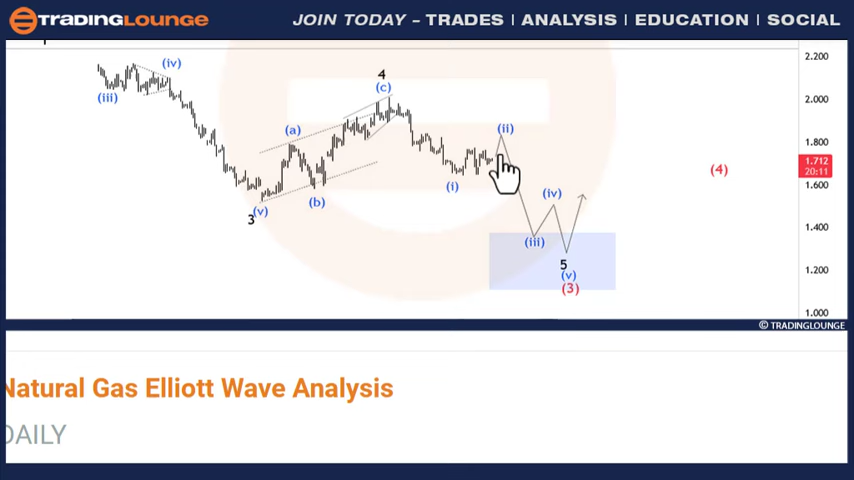 TRADINGLOUNGE
JOIN TODAY – TRADES | ANALYSIS | EDUCATION | SOCIAL
2.200
2.000
1.800
1.712
20:11
1.600
1.400
1.200
1.000
(iii)
(iv)
3
(v)
(a)
(b)
4
(c)
(i)
(ii)
(iii)
(iv)
5
(v)
(3)
(4)
© TRADINGLOUNGE
Natural Gas Elliott Wave Analysis
DAILY